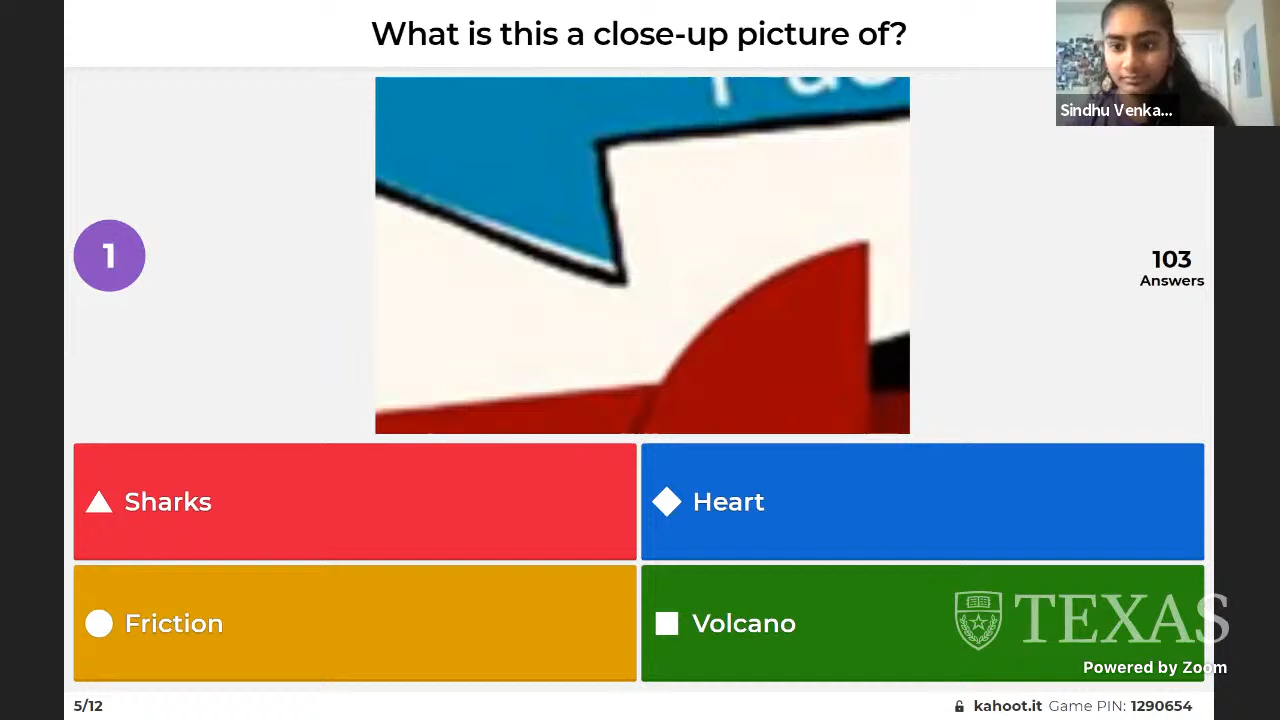 What is this a close-up picture of?
Sindhu Venka...
1
103
Answers
Sharks
Heart
Friction
Volcano
TEXAS
Powered by Zoom
5/12
kahoot.it Game PIN: 1290654